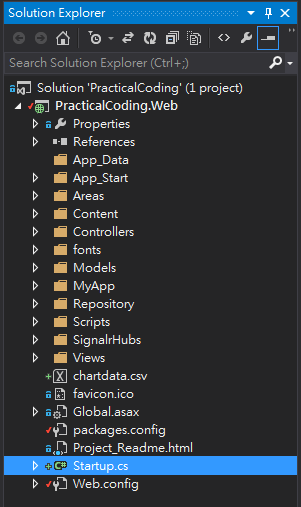 Solution Explorer
Search Solution Explorer (Ctrl+;)
Solution 'PracticalCoding' (1 project)
PracticalCoding.Web
Properties
References
App_Data
App_Start
Areas
Content
Controllers
fonts
Models
MyApp
Repository
Scripts
SignalrHubs
Views
chartdata.csv
favicon.ico
Global.asax
packages.config
Project_Readme.html
C# Startup.cs
Web.config